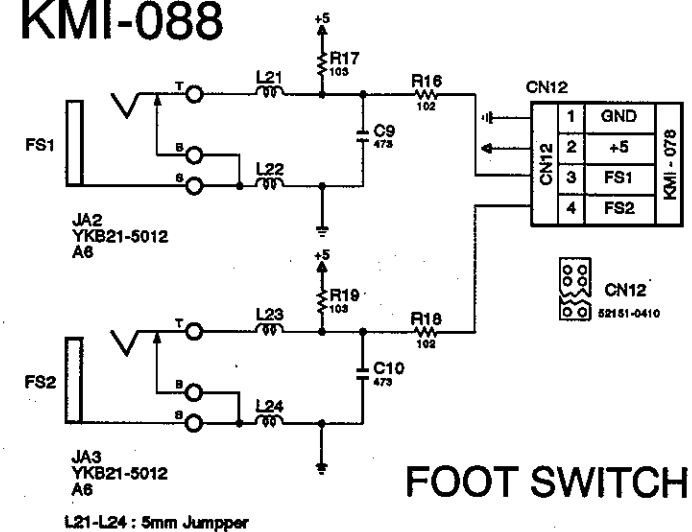 KMI-088
+5
R17
103
L21
R16
102
T
C9
473
FS1
B
S
L22
JA2
YKB21-5012
A6
CN12
CN12
1 GND
2 +5
3 FS1
4 FS2
KMI - 078
CN12
52151-0410
+5
R19
103
L23
R18
102
T
C10
473
FS2
B
S
L24
JA3
YKB21-5012
A6
FOOT SWITCH
L21-L24 : 5mm Jumpper